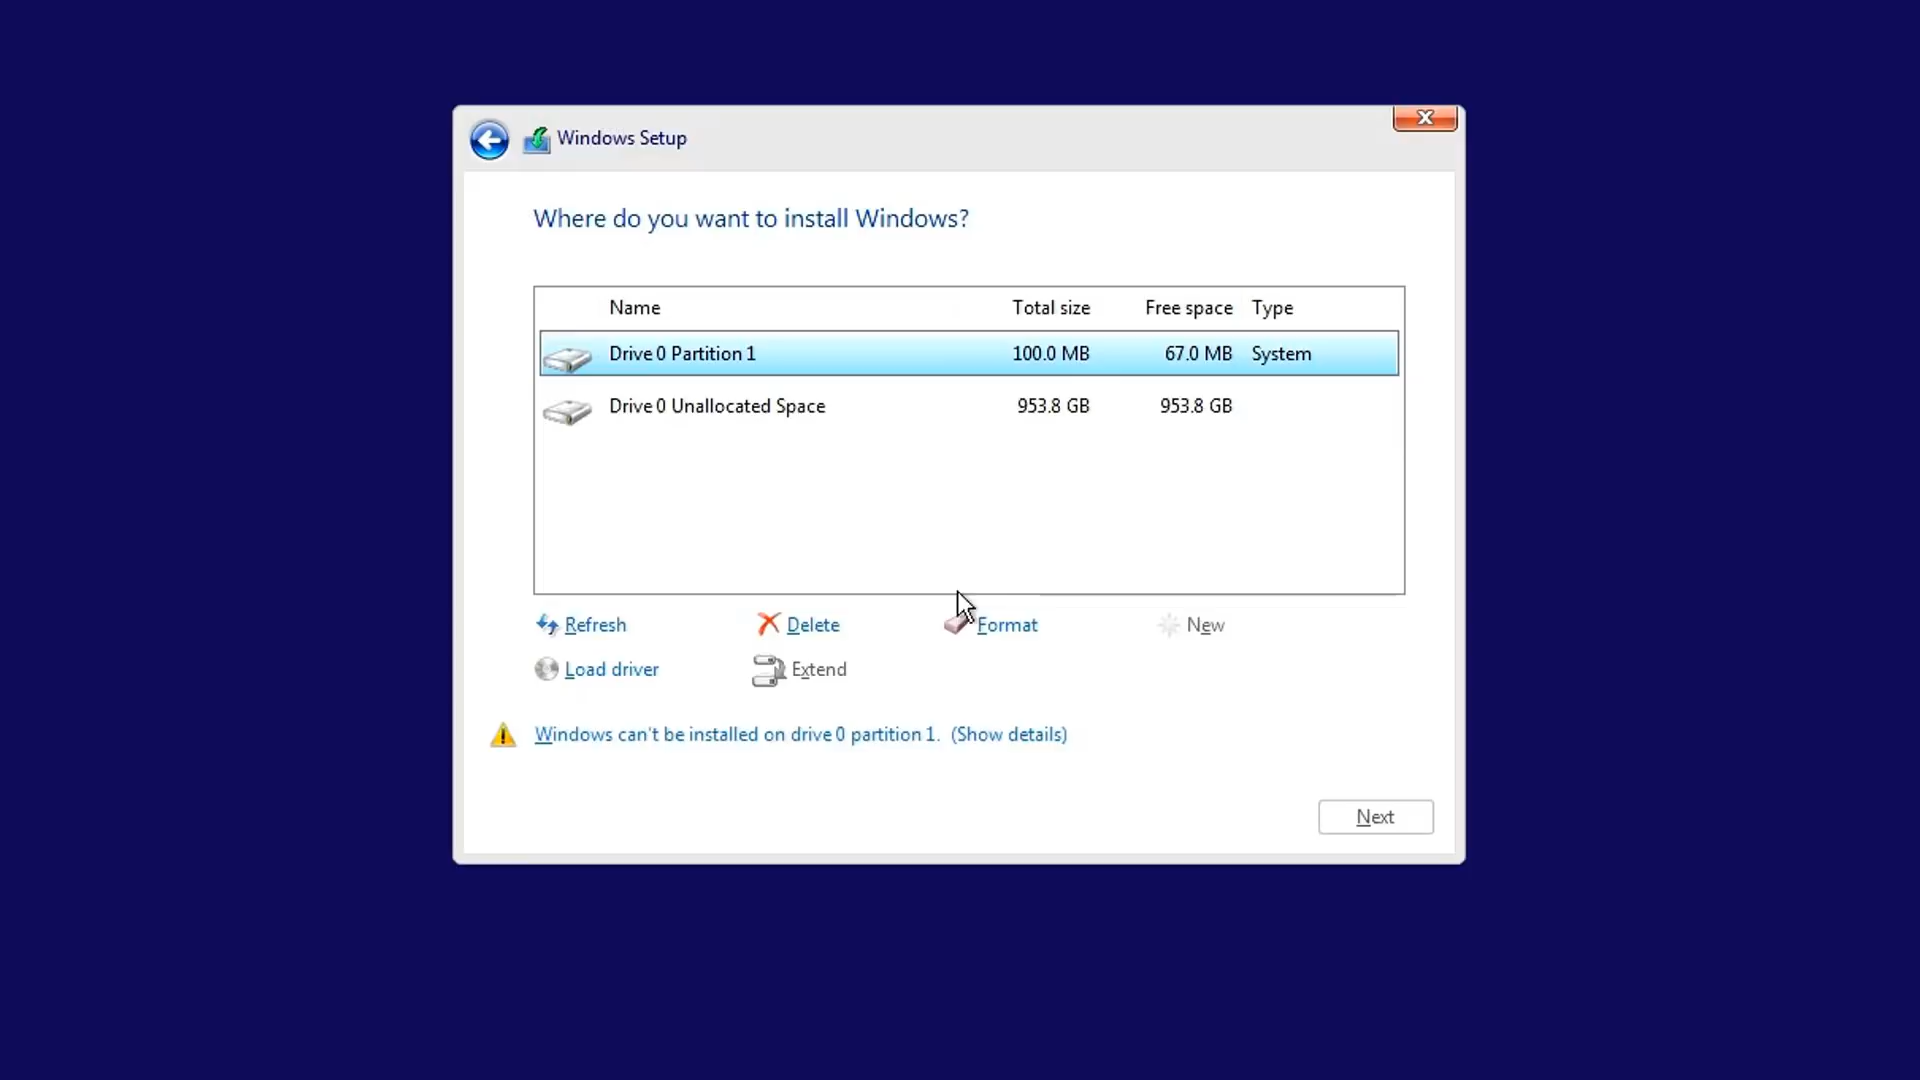 Windows Setup
Where do you want to install Windows?
Name Total size Free space Type
Drive 0 Partition 1 100.0 MB 67.0 MB System
Drive 0 Unallocated Space 953.8 GB 953.8 GB
Refresh Delete Format New
Load driver Extend
Windows can't be installed on drive 0 partition 1. (Show details)
Next